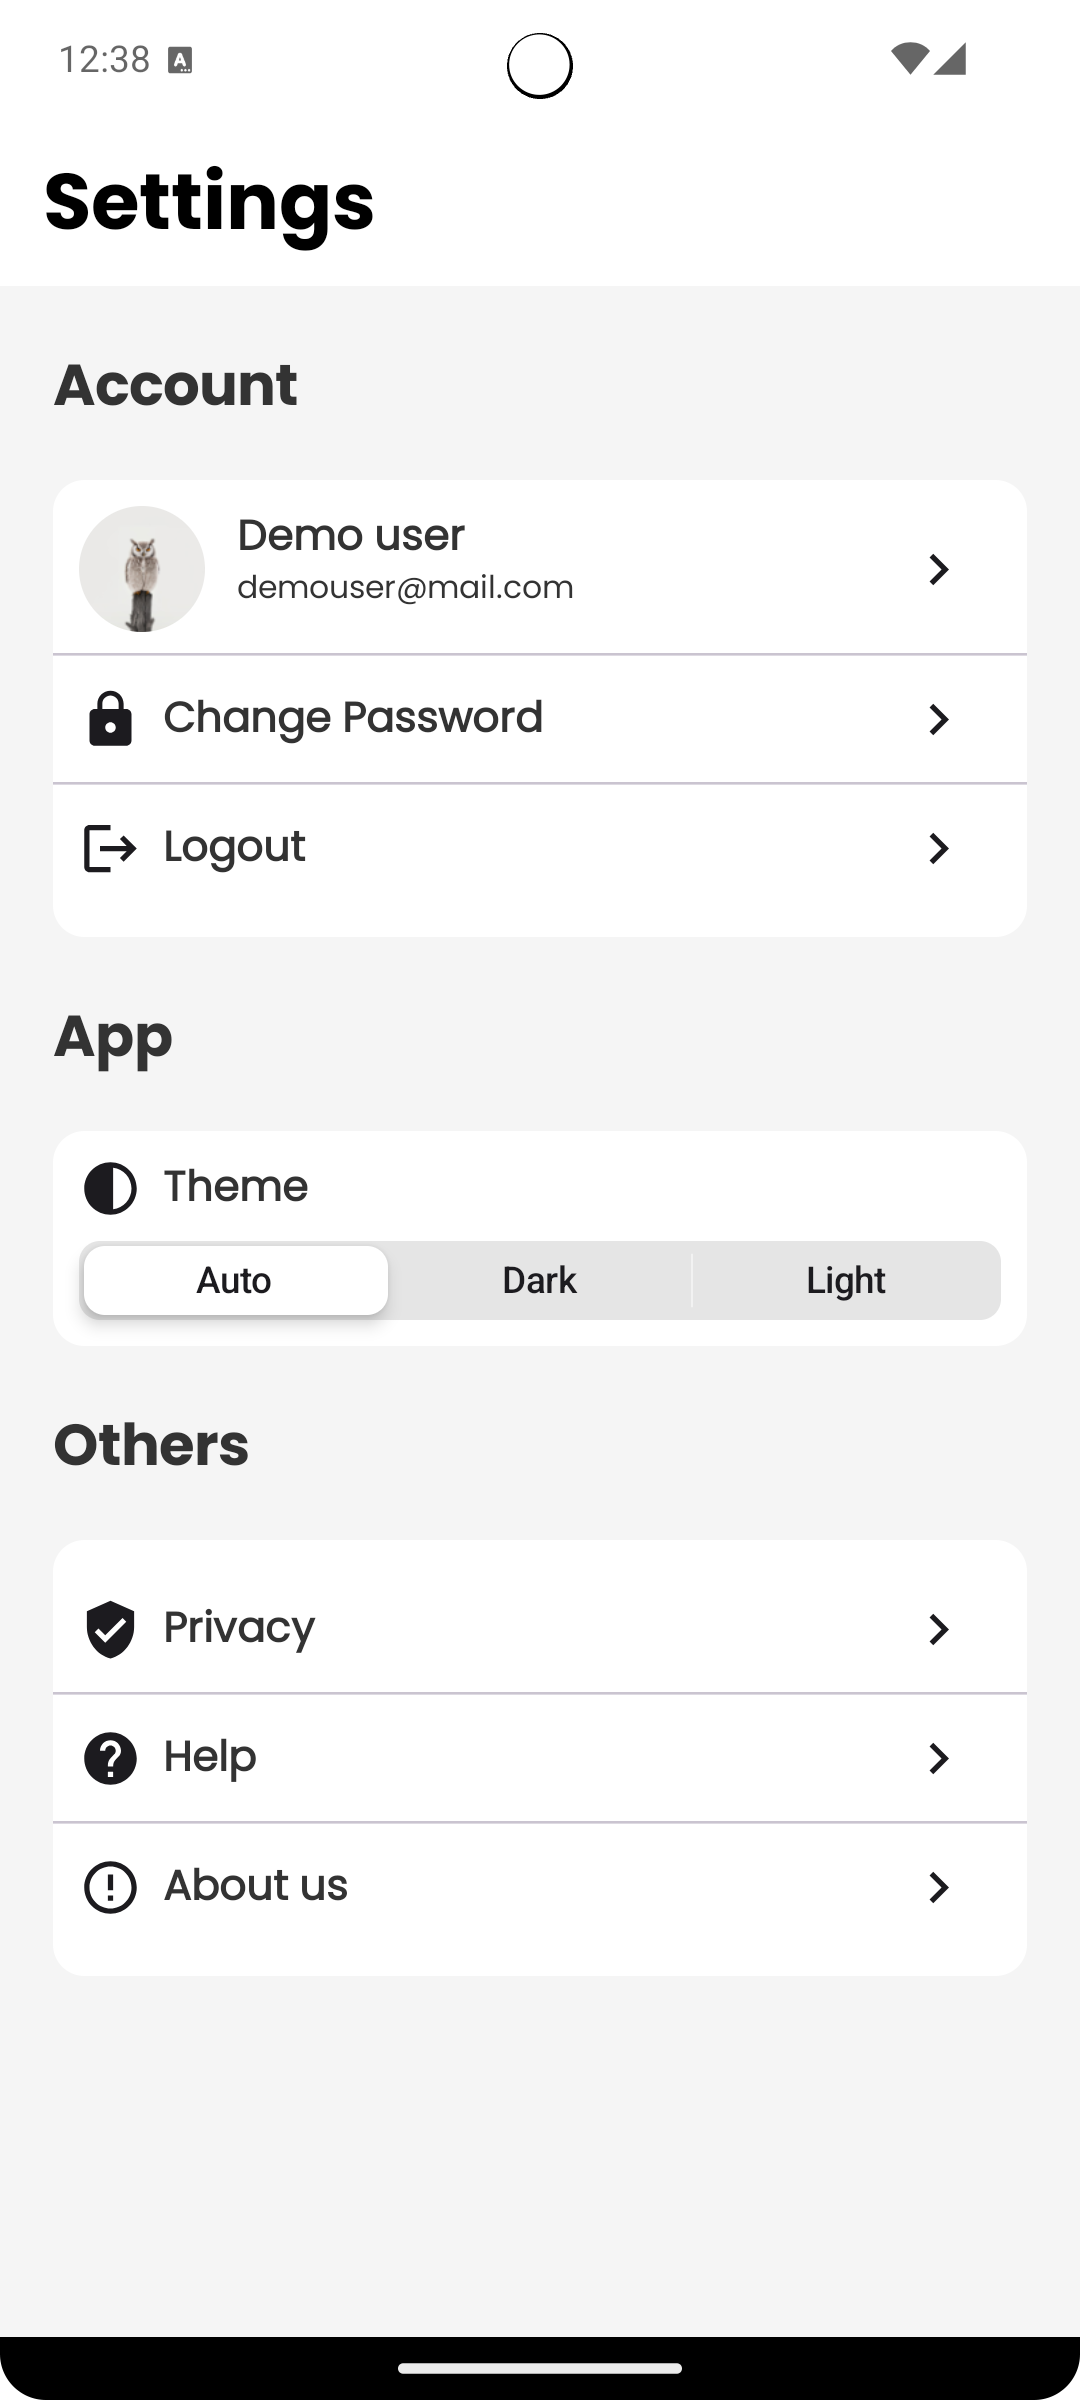 12:38
Settings
Account
Demo user
demouser@mail.com
Change Password
Logout
App
Theme
Auto Dark Light
Others
Privacy
Help
About us